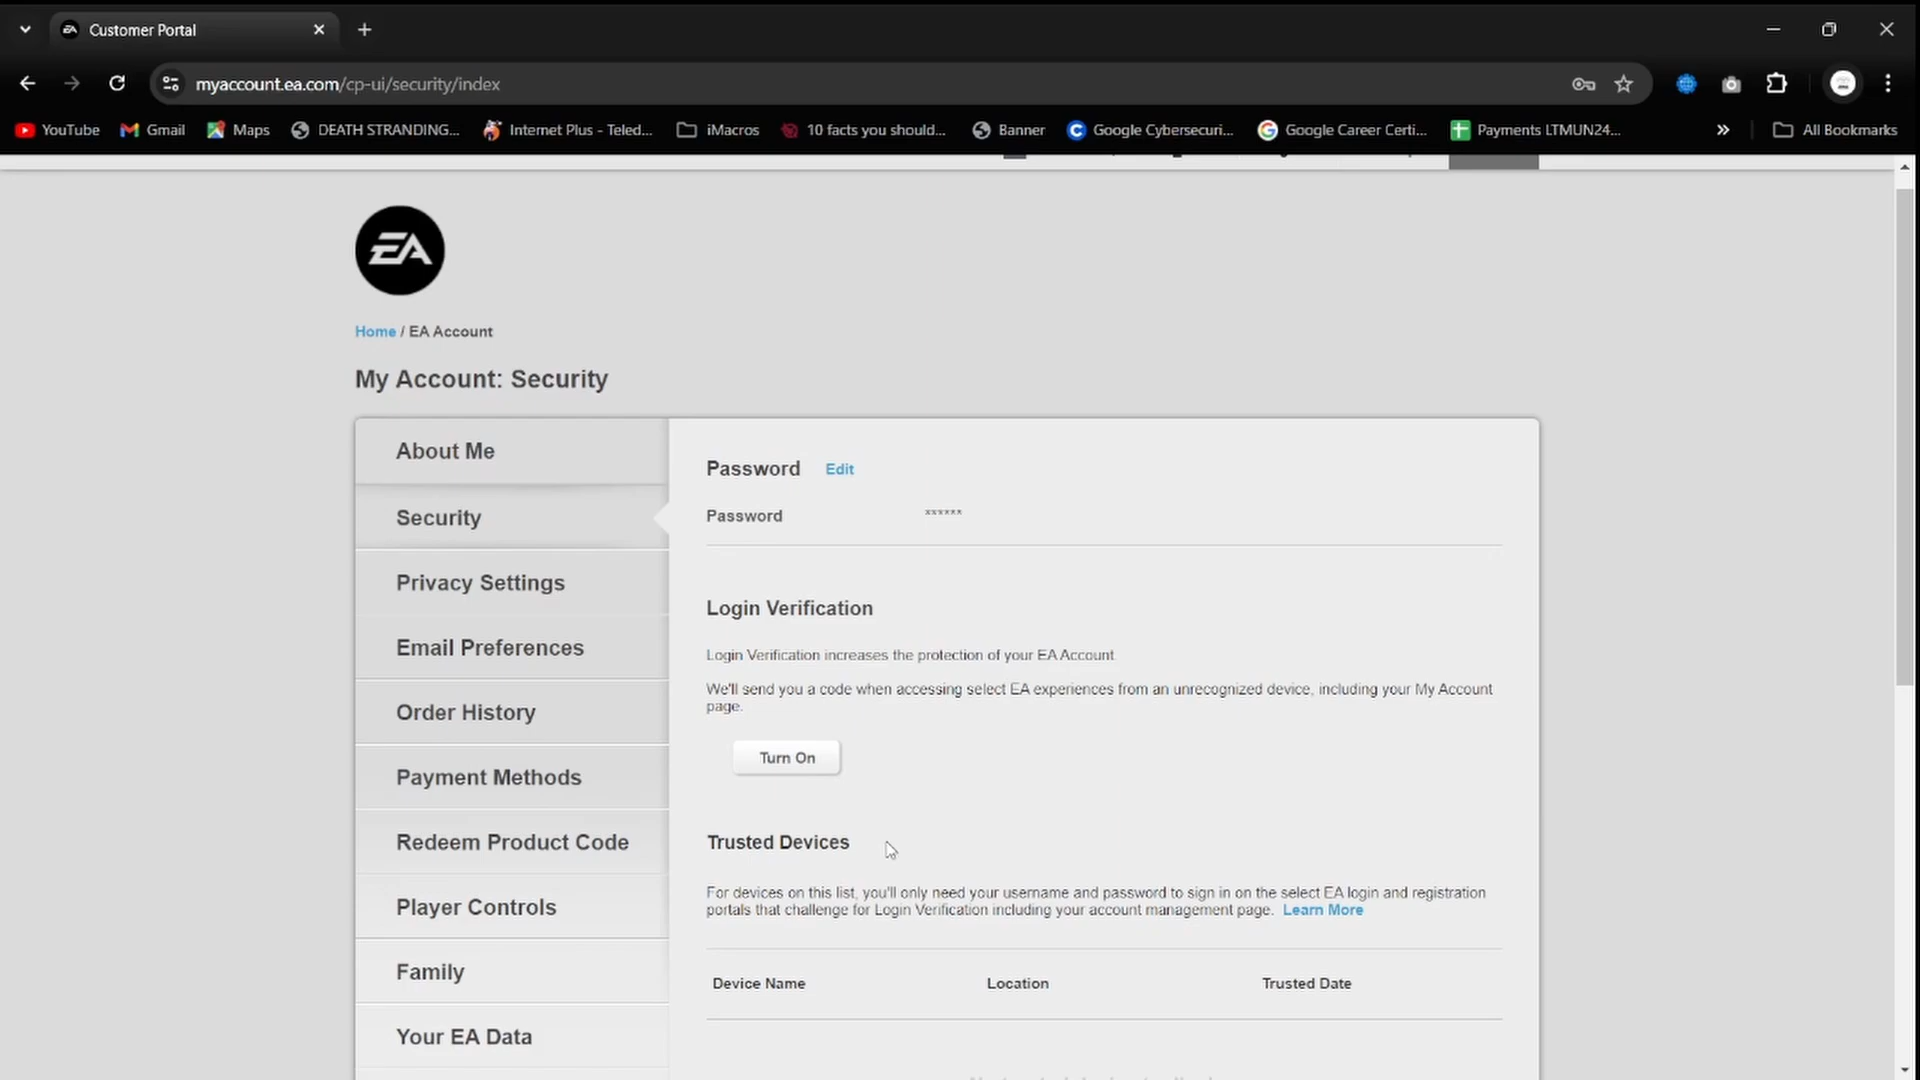 Customer Portal
myaccount.ea.com/cp-ui/security/index
YouTube Gmail Maps DEATH STRANDING... Internet Plus - Teled... iMacros 10 facts you should... Banner Google Cybersecuri... Google Career Certi... Payments LTMUN24... All Bookmarks
EA
Home / EA Account
My Account: Security
About Me
Security
Privacy Settings
Email Preferences
Order History
Payment Methods
Redeem Product Code
Player Controls
Family
Your EA Data
Password Edit
Password ******
Login Verification
Login Verification increases the protection of your EA Account
We'll send you a code when accessing select EA experiences from an unrecognized device, including your My Account
page.
Turn On
Trusted Devices
For devices on this list, you'll only need your username and password to sign in on the select EA login and registration
portals that challenge for Login Verification including your account management page. Learn More
Device Name Location Trusted Date